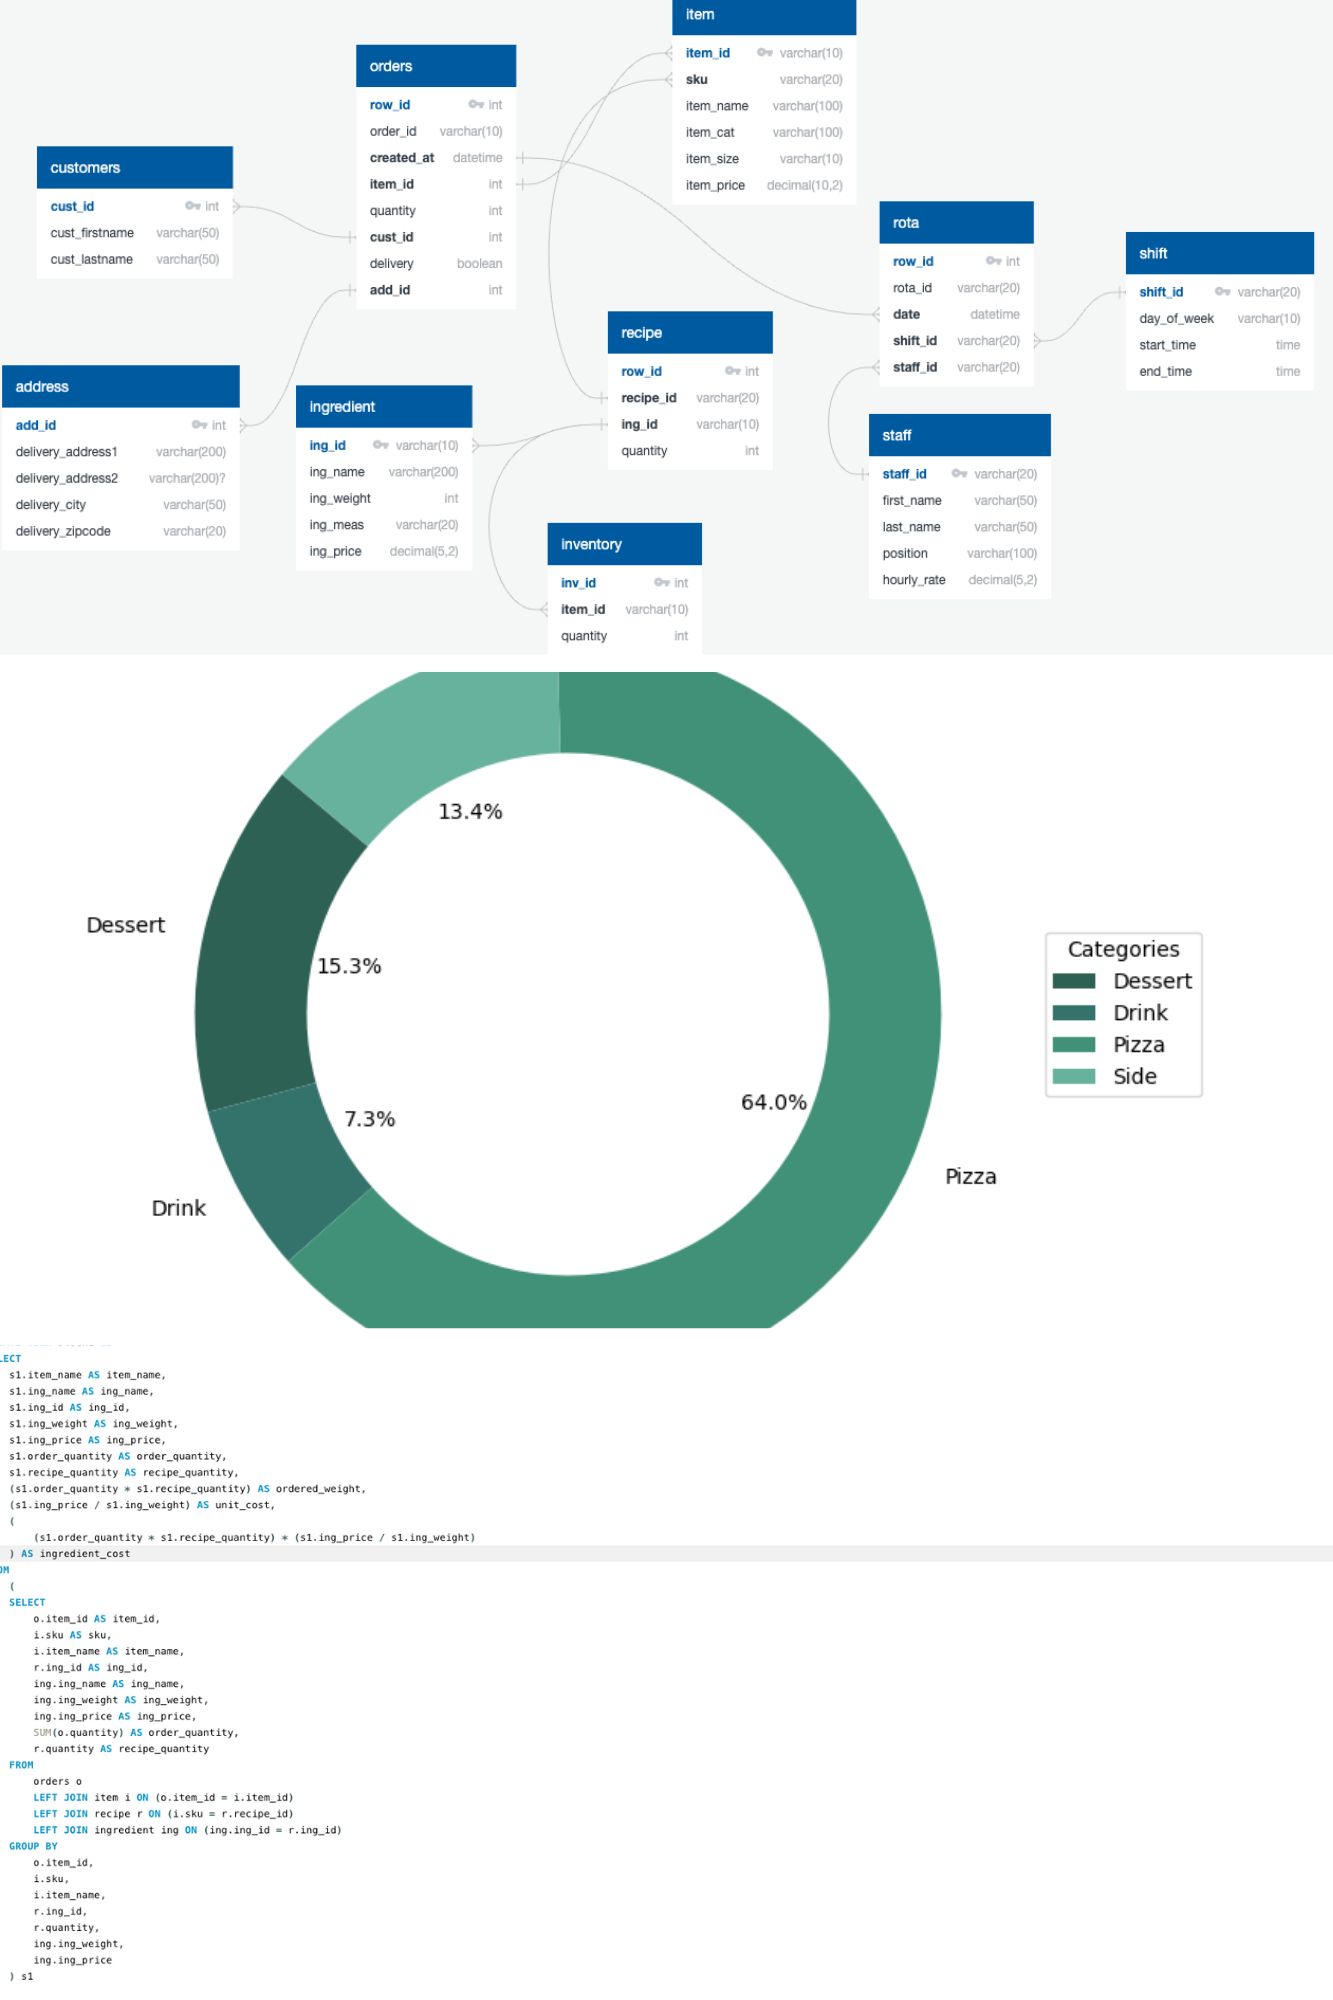 item
item_id varchar(10)
sku varchar(20)
item_name varchar(100)
item_cat varchar(100)
item_size varchar(10)
item_price decimal(10,2)
orders
row_id int
order_id varchar(10)
created_at datetime
item_id int
quantity int
cust_id int
delivery boolean
add_id int
customers
cust_id int
cust_firstname varchar(50)
cust_lastname varchar(50)
rota
row_id int
rota_id varchar(20)
date datetime
shift_id varchar(20)
staff_id varchar(20)
shift
shift_id varchar(20)
day_of_week varchar(10)
start_time time
end_time time
recipe
row_id int
recipe_id varchar(20)
ing_id varchar(10)
quantity int
address
add_id int
delivery_address1 varchar(200)
delivery_address2 varchar(200)?
delivery_city varchar(50)
delivery_zipcode varchar(20)
ingredient
ing_id varchar(10)
ing_name varchar(200)
ing_weight int
ing_meas varchar(20)
ing_price decimal(5,2)
staff
staff_id varchar(20)
first_name varchar(50)
last_name varchar(50)
position varchar(100)
hourly_rate decimal(5,2)
inventory
inv_id int
item_id varchar(10)
quantity int
13.4%
Dessert
15.3%
Categories
Dessert
Drink
Pizza
Side
7.3%
64.0%
Pizza
Drink
LECT
s1.item_name AS item_name,
s1.ing_name AS ing_name,
s1.ing_id AS ing_id,
s1.ing_weight AS ing_weight,
s1.ing_price AS ing_price,
s1.order_quantity AS order_quantity,
s1.recipe_quantity AS recipe_quantity,
(s1.order_quantity * s1.recipe_quantity) AS ordered_weight,
(s1.ing_price / s1.ing_weight) AS unit_cost,
(
(s1.order_quantity * s1.recipe_quantity) * (s1.ing_price / s1.ing_weight)
) AS ingredient_cost
OM
(
SELECT
o.item_id AS item_id,
i.sku AS sku,
i.item_name AS item_name,
r.ing_id AS ing_id,
ing.ing_name AS ing_name,
ing.ing_weight AS ing_weight,
ing.ing_price AS ing_price,
SUM(o.quantity) AS order_quantity,
r.quantity AS recipe_quantity
FROM
orders o
LEFT JOIN item i ON (o.item_id = i.item_id)
LEFT JOIN recipe r ON (i.sku = r.recipe_id)
LEFT JOIN ingredient ing ON (ing.ing_id = r.ing_id)
GROUP BY
o.item_id,
i.sku,
i.item_name,
r.ing_id,
r.quantity,
ing.ing_weight,
ing.ing_price
) s1